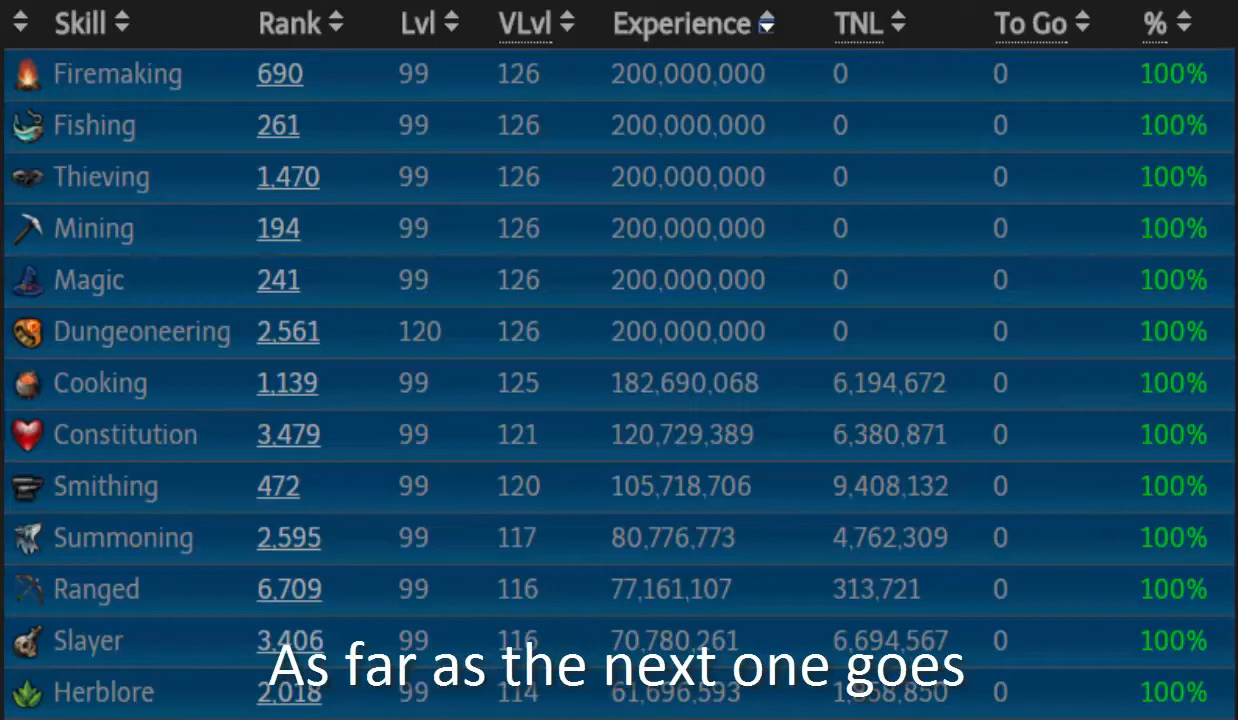 Skill Rank Lvl VLvl Experience TNL To Go %
Firemaking 690 99 126 200,000,000 0 0 100%
Fishing 261 99 126 200,000,000 0 0 100%
Thieving 1,470 99 126 200,000,000 0 0 100%
Mining 194 99 126 200,000,000 0 0 100%
Magic 241 99 126 200,000,000 0 0 100%
Dungeoneering 2,561 120 126 200,000,000 0 0 100%
Cooking 1,139 99 125 182,690,068 6,194,672 0 100%
Constitution 3,479 99 121 120,729,389 6,380,871 0 100%
Smithing 472 99 120 105,718,706 9,408,132 0 100%
Summoning 2,595 99 117 80,776,773 4,762,309 0 100%
Ranged 6,709 99 116 77,161,107 313,721 0 100%
Slayer 3,406 99 116 70,780,261 6,694,567 0 100%
As far as the next one goes
Herblore 2,018 99 114 61,696,593 1,858,850 0 100%